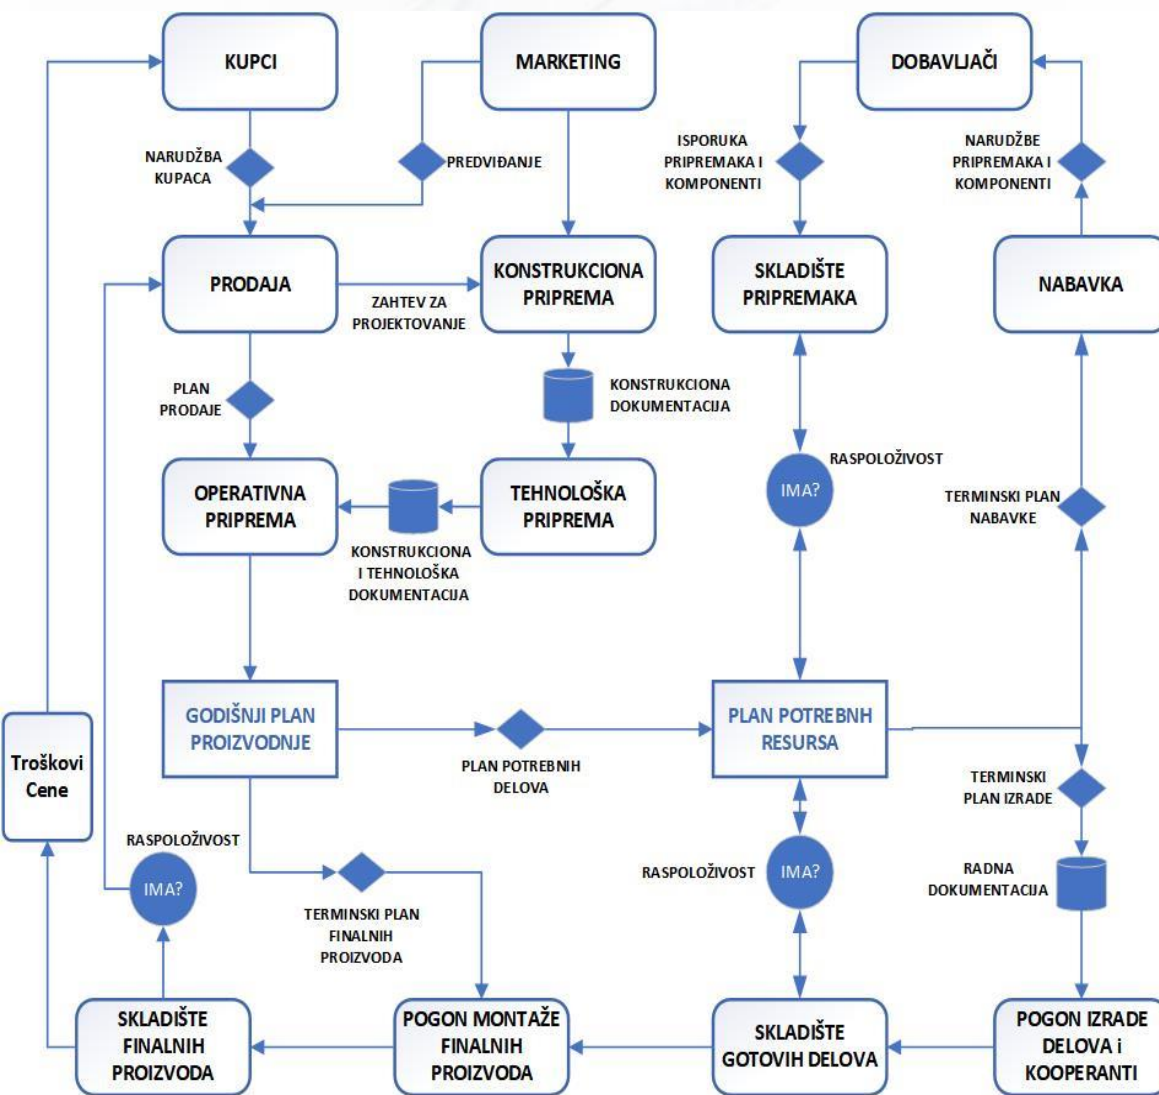 KUPCI
MARKETING
DOBAVLJAČI
NARUDŽBA
KUPACA
PREDVIĐANJE
ISPORUKA
PRIPREMAKA I
KOMPONENTI
NARUDŽBE
PRIPREMAKA I
KOMPONENTI
PRODAJA
ZAHTEV ZA
PROJEKTOVANJE
KONSTRUKCIONA
PRIPREMA
SKLADIŠTE
PRIPREMAKA
NABAVKA
PLAN
PRODAJE
KONSTRUKCIONA
DOKUMENTACIJA
RASPOLOŽIVOST
IMA?
OPERATIVNA
PRIPREMA
TEHNOLOŠKA
PRIPREMA
TERMINSKI PLAN
NABAVKE
KONSTRUKCIONA
I TEHNOLOŠKA
DOKUMENTACIJA
GODIŠNJI PLAN
PROIZVODNJE
PLAN POTREBNIH
DELOVA
PLAN POTREBNH
RESURSA
Troškovi
Cene
TERMINSKI
PLAN IZRADE
RASPOLOŽIVOST
IMA?
RASPOLOŽIVOST
IMA?
RADNA
DOKUMENTACIJA
TERMINSKI PLAN
FINALNIH
PROIZVODA
SKLADIŠTE
FINALNIH
PROIZVODA
POGON MONTAŽE
FINALNIH
PROIZVODA
SKLADIŠTE
GOTOVIH DELOVA
POGON IZRADE
DELOVA i
KOOPERANTI